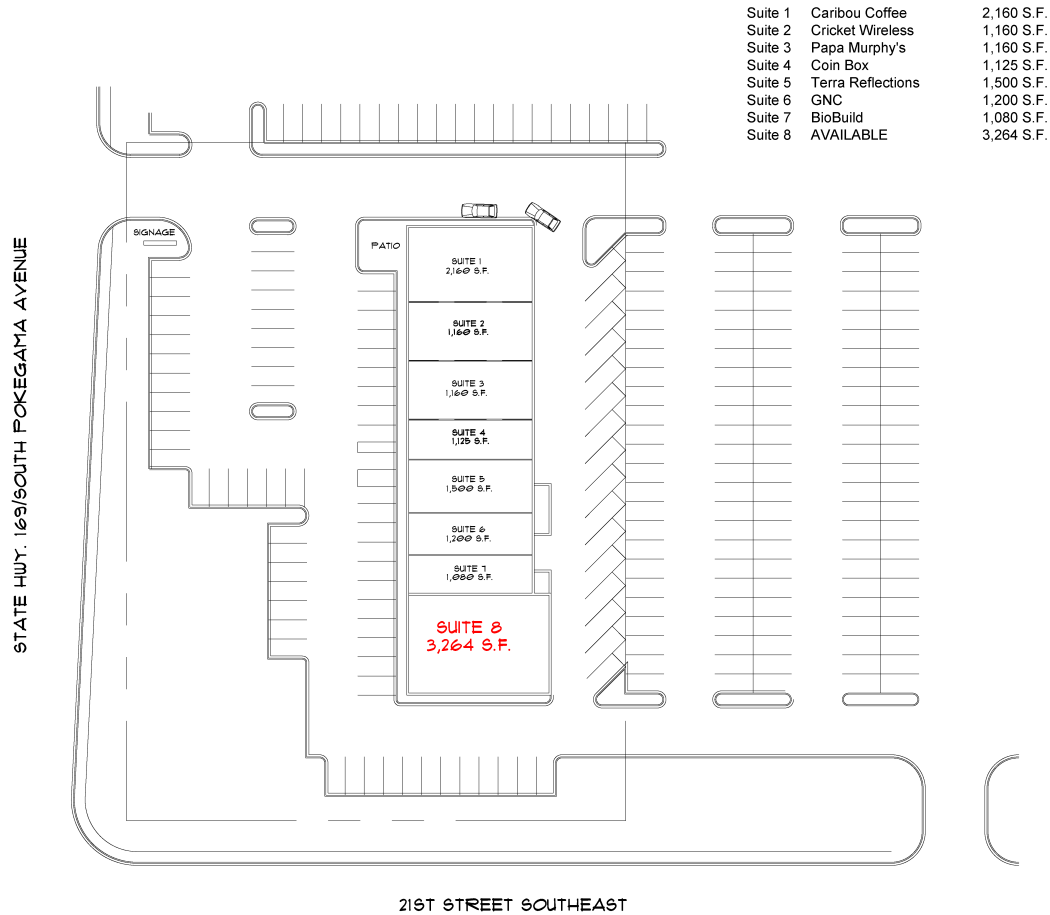 Suite 1 Caribou Coffee 2,160 S.F.
Suite 2 Cricket Wireless 1,160 S.F.
Suite 3 Papa Murphy's 1,160 S.F.
Suite 4 Coin Box 1,125 S.F.
Suite 5 Terra Reflections 1,500 S.F.
Suite 6 GNC 1,200 S.F.
Suite 7 BioBuild 1,080 S.F.
Suite 8 AVAILABLE 3,264 S.F.
SIGNAGE
PATIO
SUITE 1
2,160 S.F.
SUITE 2
1,160 S.F.
SUITE 3
1,160 S.F.
SUITE 4
1,125 S.F.
SUITE 5
1,500 S.F.
SUITE 6
1,200 S.F.
SUITE 7
1,080 S.F.
SUITE 8
3,264 S.F.
STATE HWY. 169/SOUTH POKEGAMA AVENUE
21ST STREET SOUTHEAST